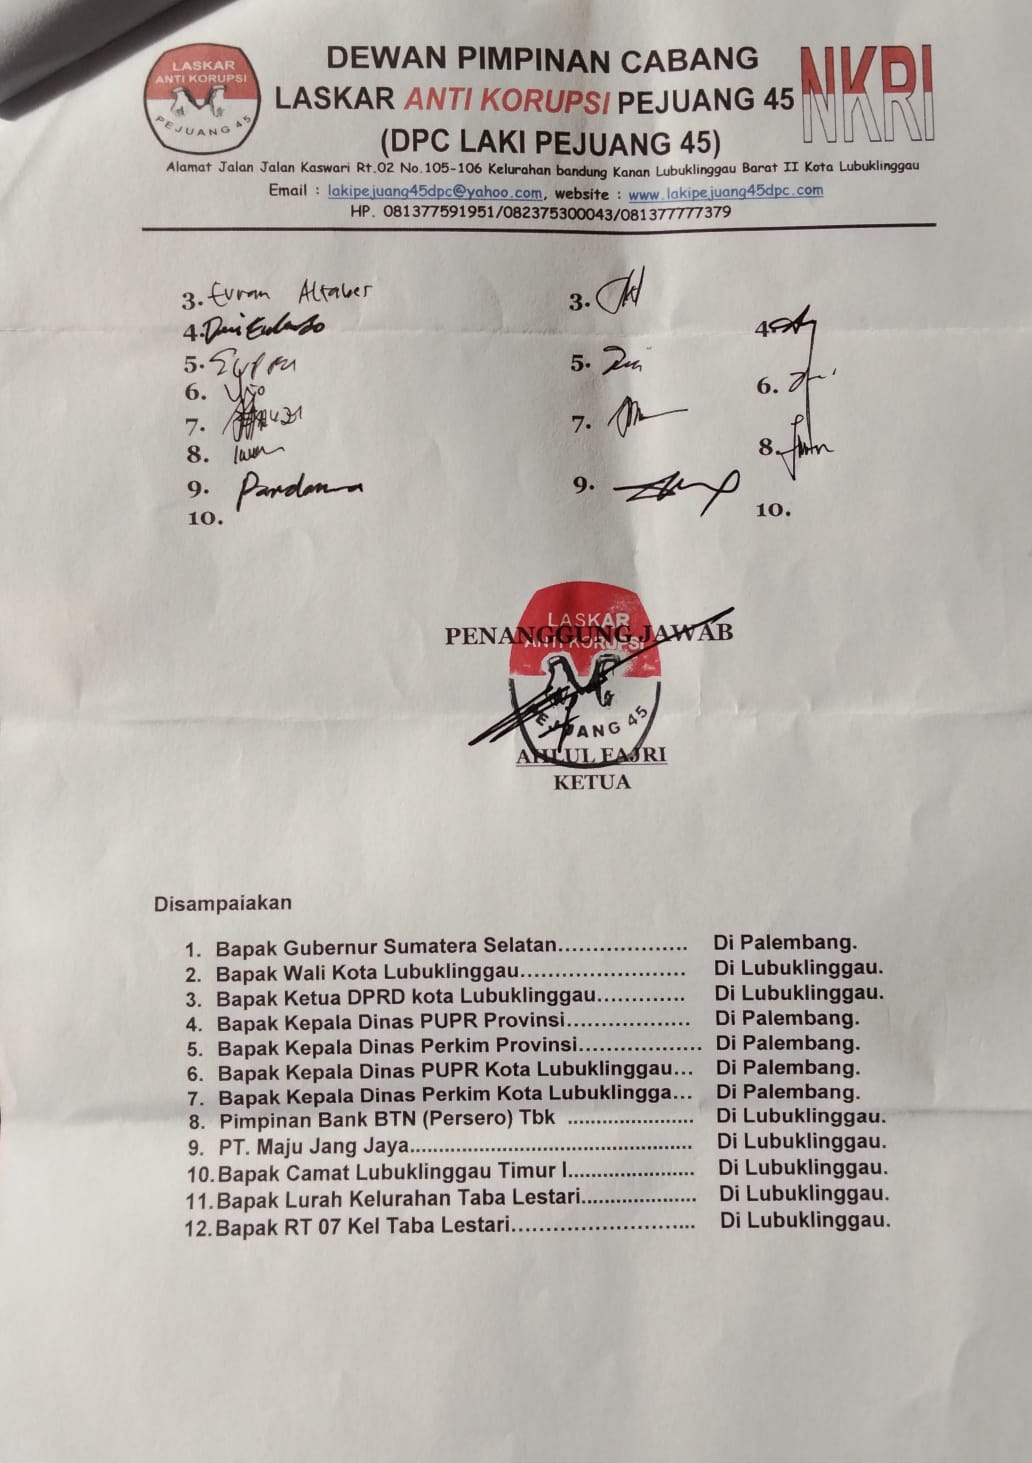 LASKAR
ANTI KORUPSI
PEJUANG 45
DEWAN PIMPINAN CABANG
LASKAR ANTI KORUPSI PEJUANG 45
(DPC LAKI PEJUANG 45)
NKRI
Alamat Jalan Jalan Kaswari Rt.02 No.105-106 Kelurahan bandung Kanan Lubuklinggau Barat II Kota Lubuklinggau
Email : lakipejuang45dpc@yahoo.com, website : www.lakipejuang45dpc.com
HP. 081377591951/082375300043/081377777379
3. 3.
4. 4.
5. 5.
6. 6.
7. 7.
8. Iwan 8.
9. Pandawa 9.
10. 10.
PENANGGUNG JAWAB
LASKAR
ANTI KORUPSI
PEJUANG 45
AHLUL FAJRI
KETUA
Disampaiakan
1. Bapak Gubernur Sumatera Selatan................... Di Palembang.
2. Bapak Wali Kota Lubuklinggau........................ Di Lubuklinggau.
3. Bapak Ketua DPRD kota Lubuklinggau............. Di Lubuklinggau.
4. Bapak Kepala Dinas PUPR Provinsi.................. Di Palembang.
5. Bapak Kepala Dinas Perkim Provinsi.................. Di Palembang.
6. Bapak Kepala Dinas PUPR Kota Lubuklinggau... Di Palembang.
7. Bapak Kepala Dinas Perkim Kota Lubuklingga... Di Palembang.
8. Pimpinan Bank BTN (Persero) Tbk ...................... Di Lubuklinggau.
9. PT. Maju Jang Jaya................................................. Di Lubuklinggau.
10. Bapak Camat Lubuklinggau Timur I...................... Di Lubuklinggau.
11. Bapak Lurah Kelurahan Taba Lestari.................... Di Lubuklinggau.
12. Bapak RT 07 Kel Taba Lestari........................... Di Lubuklinggau.